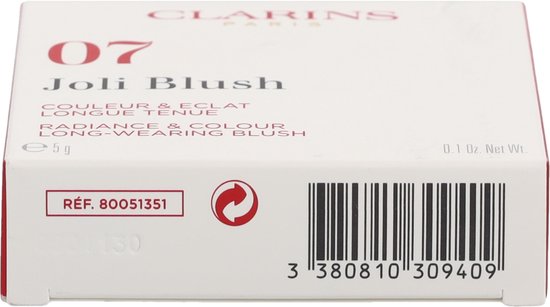 CLARINS
PARIS
07
Joli Blush
COULEUR & ECLAT
LONGUE TENUE
RADIANCE & COLOUR
LONG-WEARING BLUSH
℮ 5 g
0.1 Oz. Net Wt.
RÉF. 80051351
3 380810 309409